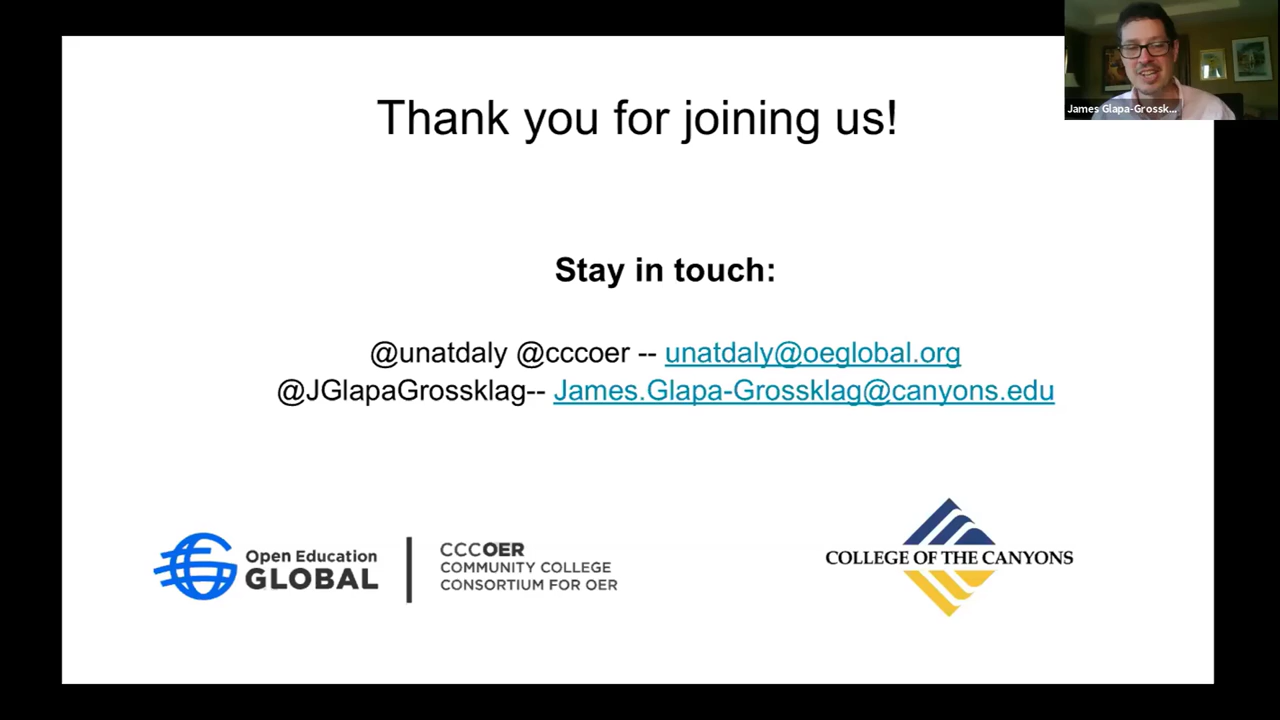 Thank you for joining us!
James Glapa-Grossk...
Stay in touch:
@unatdaly @cccoer -- unatdaly@oeglobal.org
@JGlapaGrossklag-- James.Glapa-Grossklag@canyons.edu
Open Education
GLOBAL
CCCOER
COMMUNITY COLLEGE
CONSORTIUM FOR OER
COLLEGE OF THE CANYONS